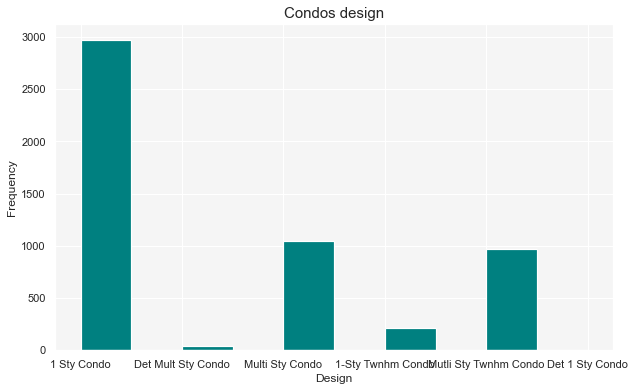 Condos design
3000
2500
2000
1500
1000
500
0
Frequency
1 Sty Condo
Det Mult Sty Condo
Multi Sty Condo
1-Sty Twnhm Condo
Mutli Sty Twnhm Condo
Det 1 Sty Condo
Design